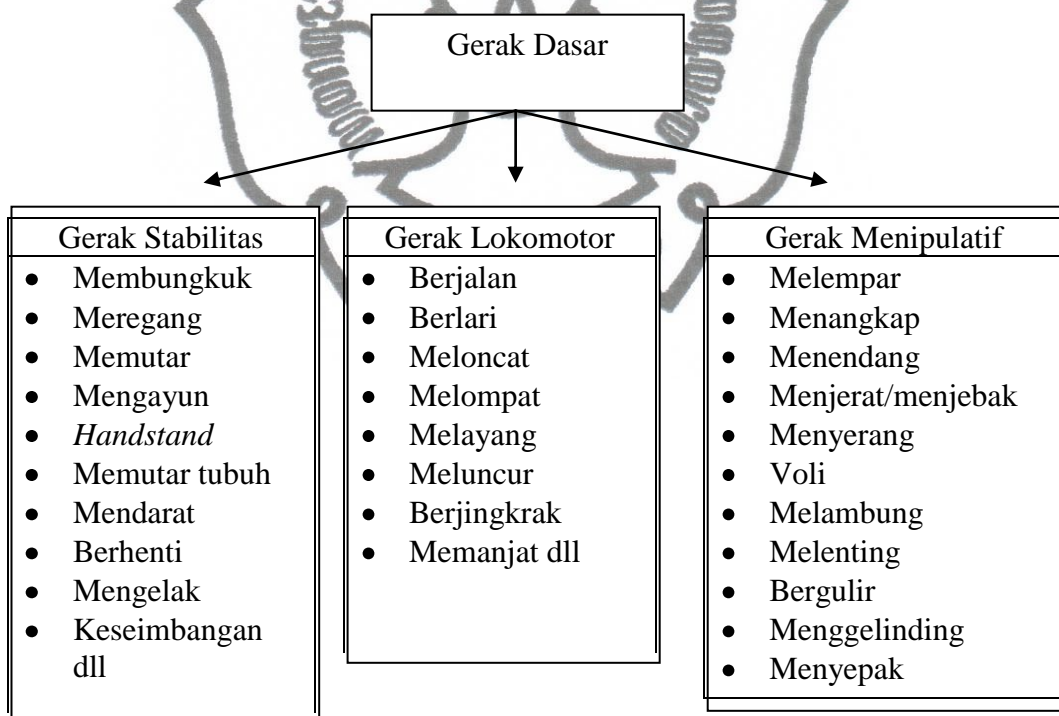 Gerak Dasar
Gerak Stabilitas
• Membungkuk
• Meregang
• Memutar
• Mengayun
• Handstand
• Memutar tubuh
• Mendarat
• Berhenti
• Mengelak
• Keseimbangan
dll
Gerak Lokomotor
• Berjalan
• Berlari
• Meloncat
• Melompat
• Melayang
• Meluncur
• Berjingkrak
• Memanjat dll
Gerak Menipulatif
• Melempar
• Menangkap
• Menendang
• Menjerat/menjebak
• Menyerang
• Voli
• Melambung
• Melenting
• Bergulir
• Menggelinding
• Menyepak